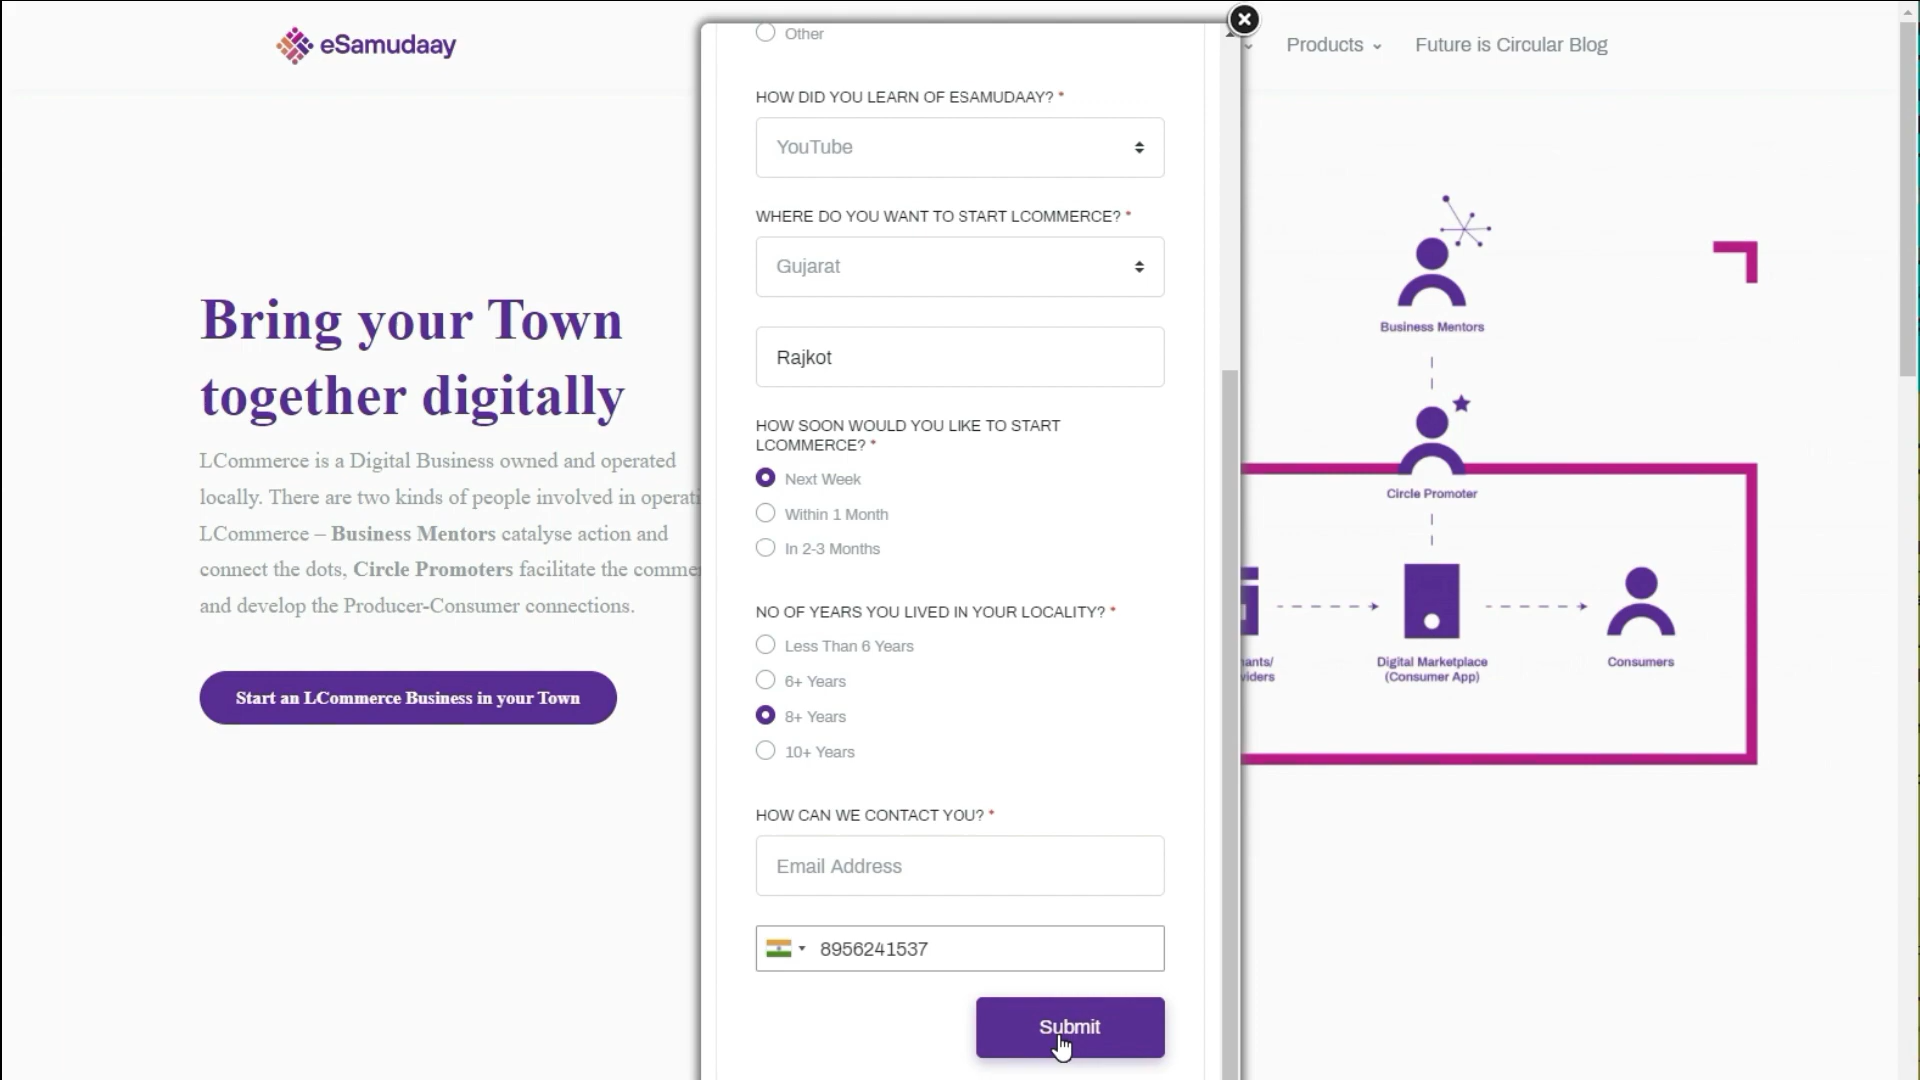 eSamudaay
Products
Future is Circular Blog
Bring your Town
together digitally
LCommerce is a Digital Business owned and operated
locally. There are two kinds of people involved in operati
LCommerce – Business Mentors catalyse action and
connect the dots, Circle Promoters facilitate the comme
and develop the Producer-Consumer connections.
Start an LCommerce Business in your Town
Other
HOW DID YOU LEARN OF ESAMUDAAY? *
YouTube
WHERE DO YOU WANT TO START LCOMMERCE? *
Gujarat
Rajkot
HOW SOON WOULD YOU LIKE TO START
LCOMMERCE? *
Next Week
Within 1 Month
In 2-3 Months
NO OF YEARS YOU LIVED IN YOUR LOCALITY? *
Less Than 6 Years
6+ Years
8+ Years
10+ Years
HOW CAN WE CONTACT YOU? *
Email Address
8956241537
Submit
Business Mentors
Circle Promoter
ants/
viders
Digital Marketplace
(Consumer App)
Consumers